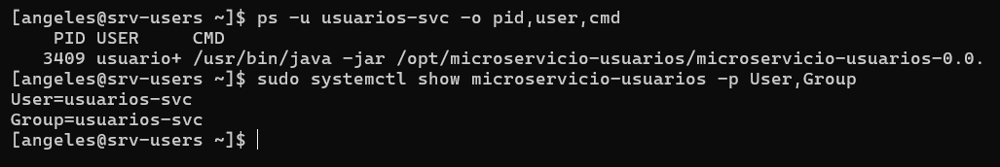 [angeles@srv-users ~]$ ps -u usuarios-svc -o pid,user,cmd
    PID USER     CMD
   3409 usuario+ /usr/bin/java -jar /opt/microservicio-usuarios/microservicio-usuarios-0.0.
[angeles@srv-users ~]$ sudo systemctl show microservicio-usuarios -p User,Group
User=usuarios-svc
Group=usuarios-svc
[angeles@srv-users ~]$